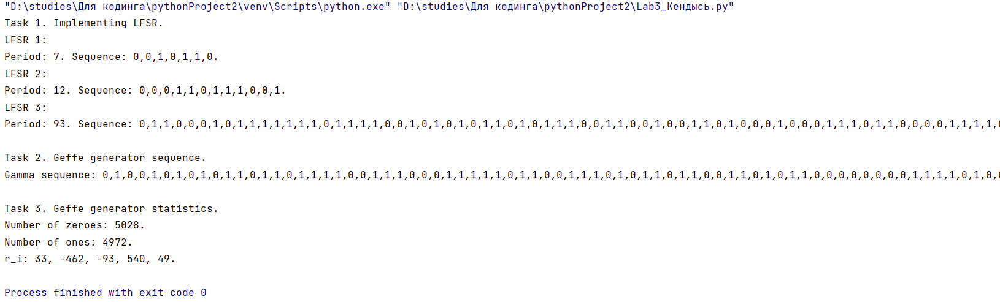 "D:\studies\Для кодинга\pythonProject2\venv\Scripts\python.exe" "D:\studies\Для кодинга\pythonProject2\Lab3_Кендысь.py"
Task 1. Implementing LFSR.
LFSR 1:
Period: 7. Sequence: 0,0,1,0,1,1,0.
LFSR 2:
Period: 12. Sequence: 0,0,0,1,1,0,1,1,1,0,0,1.
LFSR 3:
Period: 93. Sequence: 0,1,1,0,0,0,1,0,1,1,1,1,1,1,1,0,1,1,1,1,0,0,1,0,1,0,1,0,1,1,0,1,0,1,1,1,0,0,1,1,0,0,1,0,0,1,1,0,1,0,0,0,1,0,0,0,1,1,1,0,1,1,0,0,0,0,1,1,1,1,0
Task 2. Geffe generator sequence.
Gamma sequence: 0,1,0,0,1,0,1,0,1,0,1,1,0,1,1,0,1,1,1,1,0,0,1,1,1,0,0,0,1,1,1,1,1,0,1,1,0,0,1,1,1,0,1,0,1,1,0,1,1,0,0,1,1,0,1,0,1,1,0,0,0,0,0,0,0,0,1,1,1,1,0,1,0,0
Task 3. Geffe generator statistics.
Number of zeroes: 5028.
Number of ones: 4972.
r_i: 33, -462, -93, 540, 49.
Process finished with exit code 0